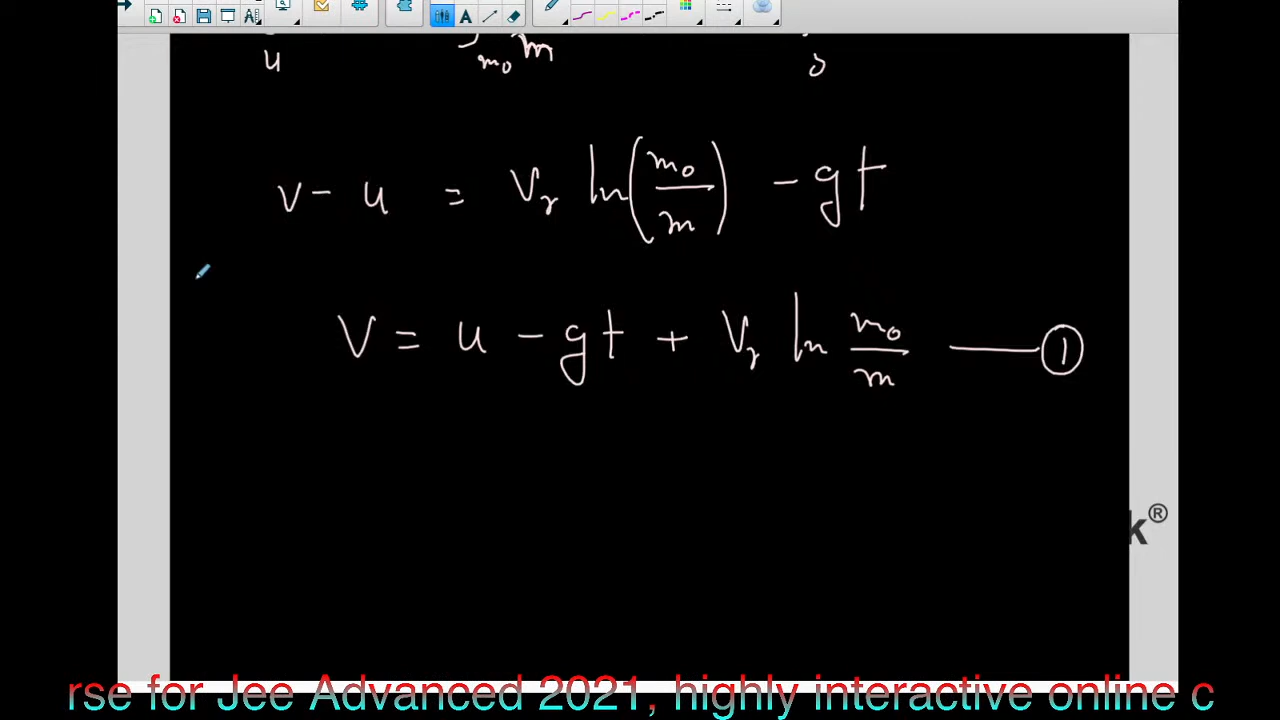 u m₀ m o
v - u = Vᵣ ln(m₀/m) - gt
V = u - gt + Vᵣ ln m₀/m —— ①
k®
rse for Jee Advanced 2021, highly interactive online c